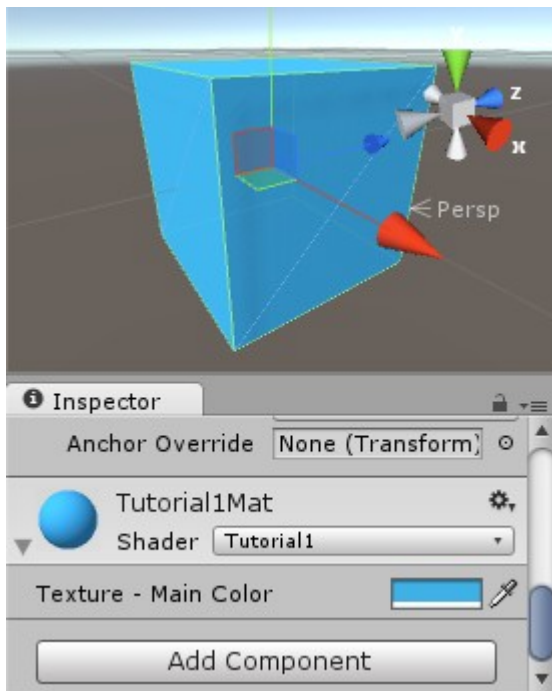 y
z
x
Persp
Inspector
Anchor Override None (Transform)
Tutorial1Mat
Shader Tutorial1
Texture - Main Color
Add Component